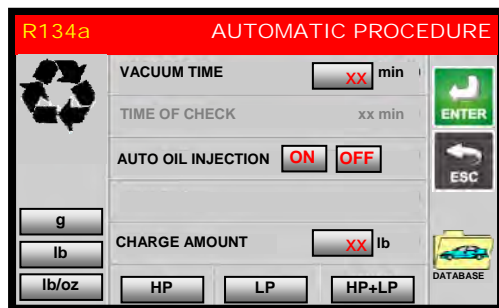 R134a AUTOMATIC PROCEDURE
VACUUM TIME xx min
TIME OF CHECK xx min
ENTER
AUTO OIL INJECTION ON OFF
ESC
g
lb
CHARGE AMOUNT xx lb
lb/oz
HP LP HP+LP
DATABASE